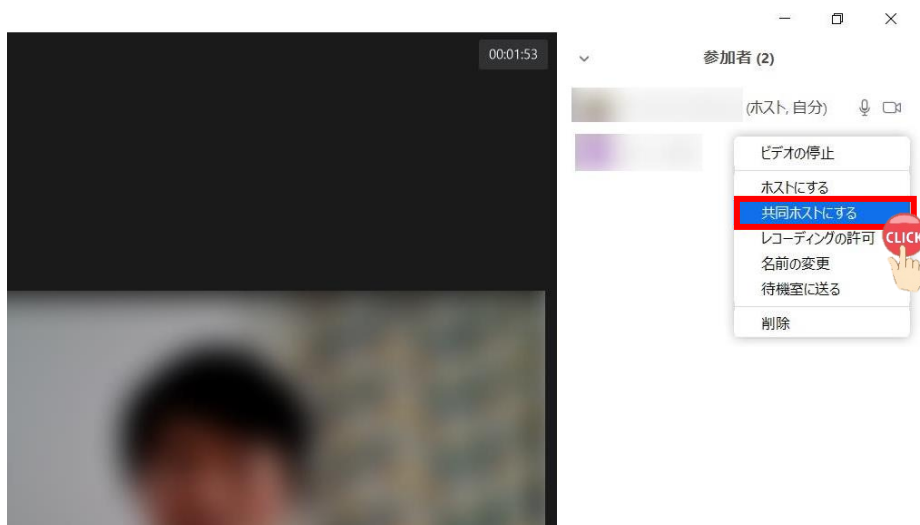 00:01:53
参加者 (2)
(ホスト, 自分)
ビデオの停止
ホストにする
共同ホストにする
レコーディングの許可
CLICK
名前の変更
待機室に送る
削除